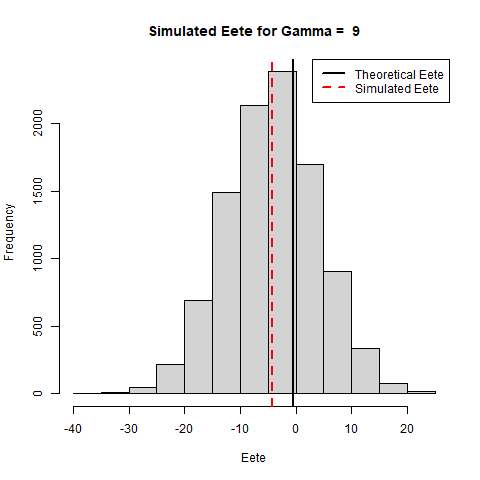 Simulated Eete for Gamma =  9
Theoretical Eete
Simulated Eete
Frequency
2000
1500
1000
500
0
-40 -30 -20 -10 0 10 20
Eete